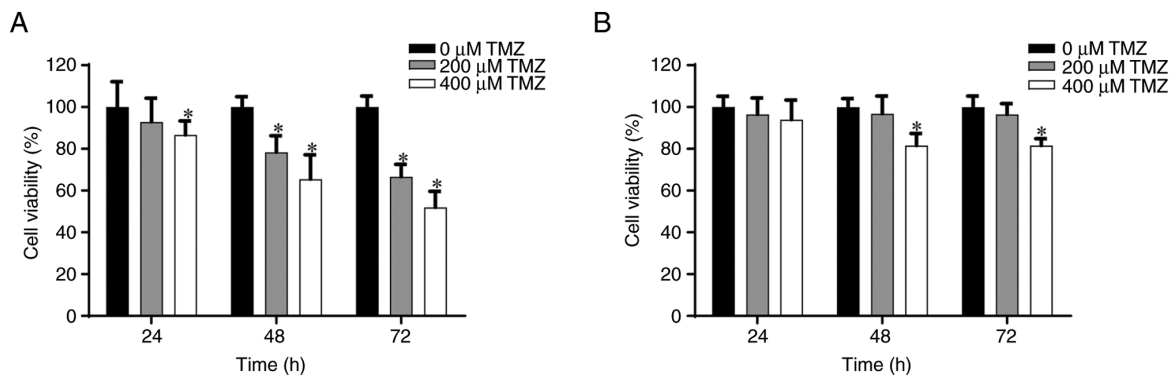 A
0 μM TMZ
200 μM TMZ
400 μM TMZ
120
100
80
60
40
20
0
Cell viability (%)
* * * * *
24 48 72
Time (h)
B
0 μM TMZ
200 μM TMZ
400 μM TMZ
120
100
80
60
40
20
0
Cell viability (%)
* *
24 48 72
Time (h)